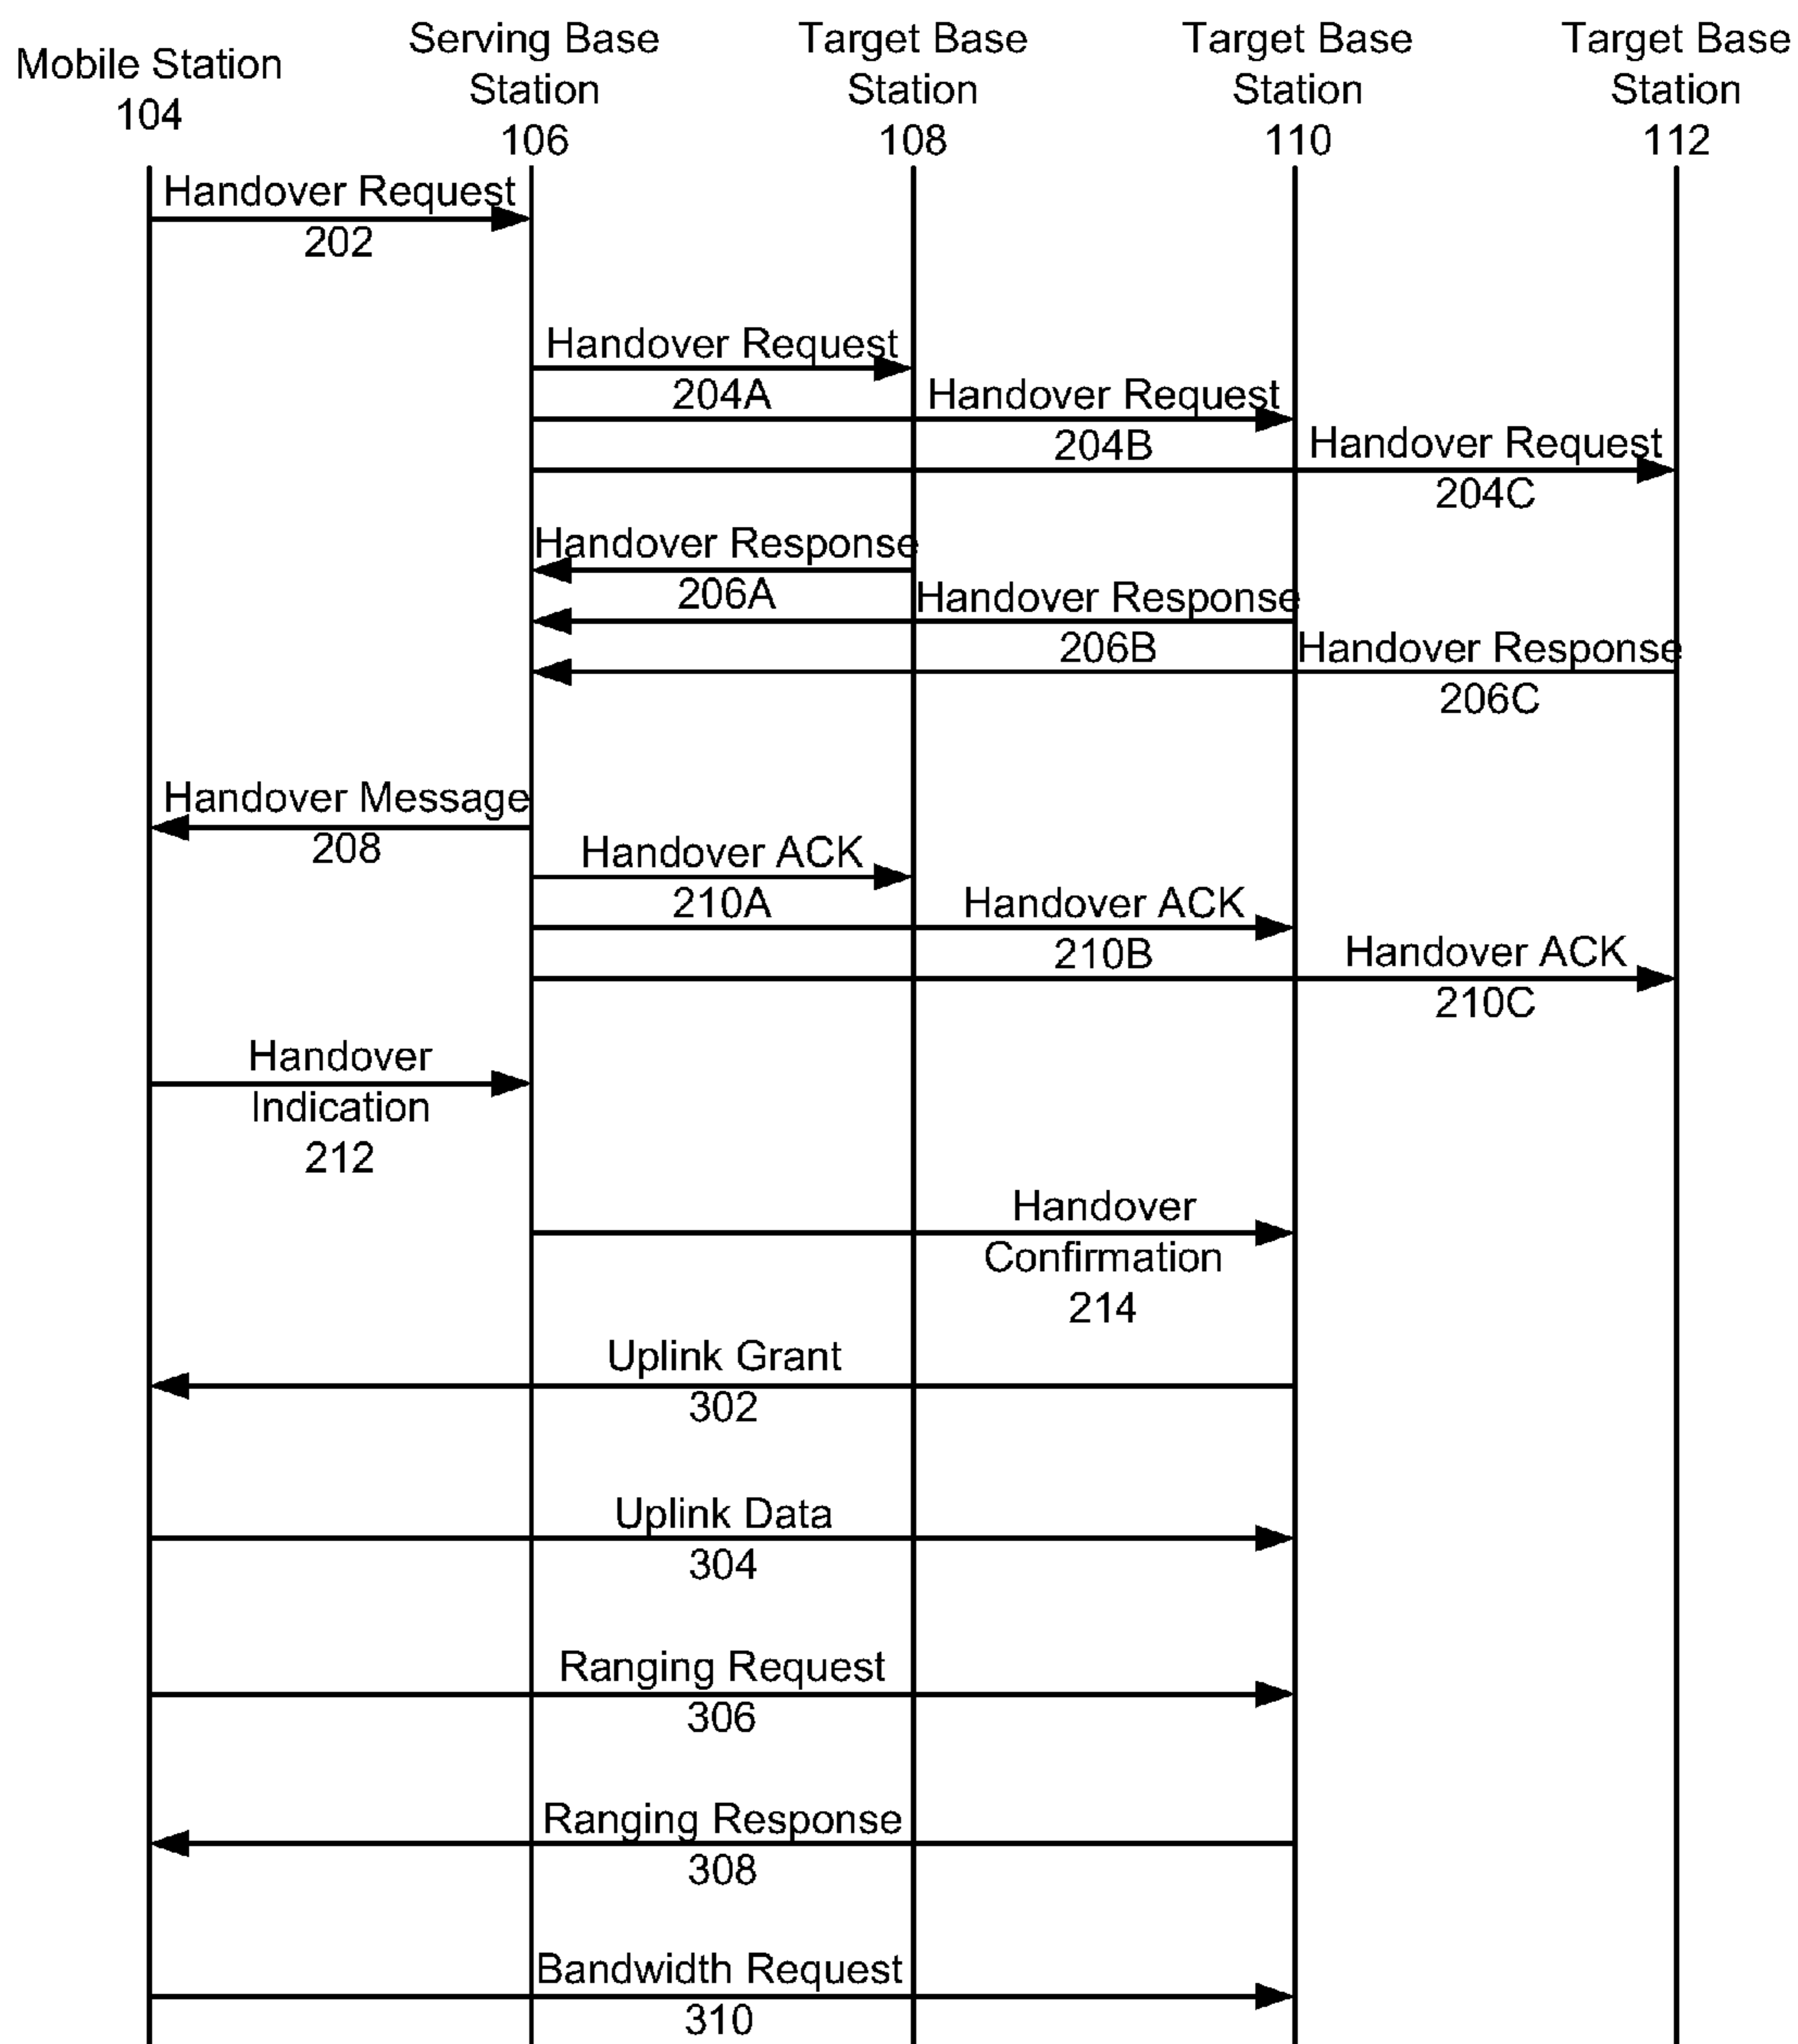 Mobile Station
104
Serving Base
Station
106
Target Base
Station
108
Target Base
Station
110
Target Base
Station
112
Handover Request
202
Handover Request
204A
Handover Request
204B
Handover Request
204C
Handover Response
206A
Handover Response
206B
Handover Response
206C
Handover Message
208
Handover ACK
210A
Handover ACK
210B
Handover ACK
210C
Handover
Indication
212
Handover
Confirmation
214
Uplink Grant
302
Uplink Data
304
Ranging Request
306
Ranging Response
308
Bandwidth Request
310